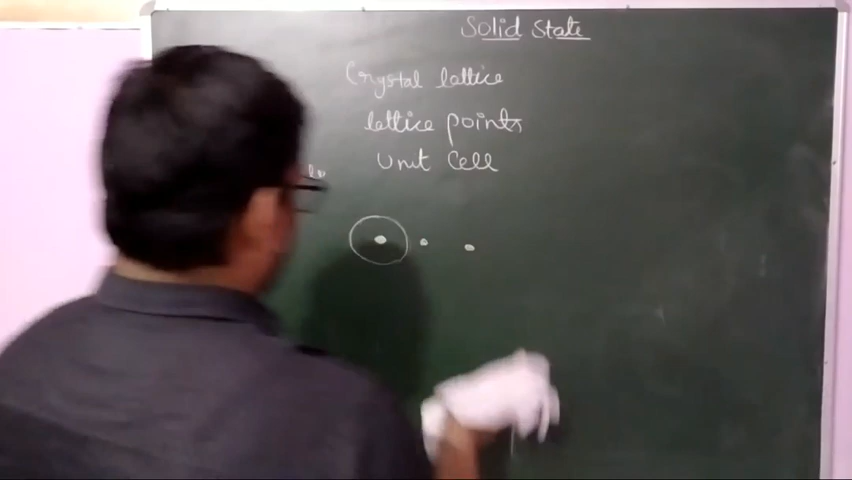 Solid State
Crystal lattice
lattice points
Unit Cell